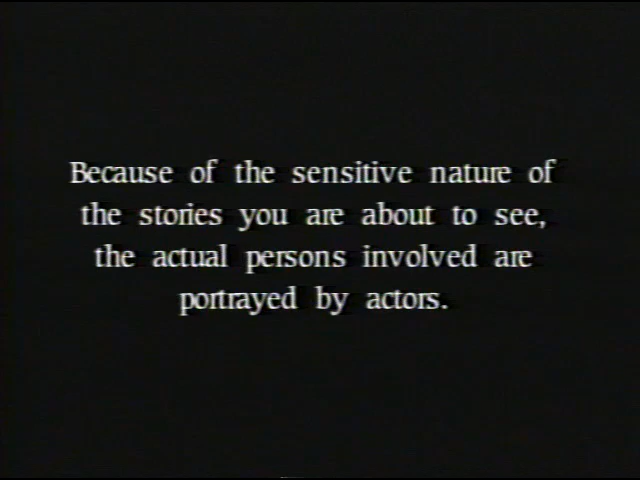 Because of the sensitive nature of
the stories you are about to see,
the actual persons involved are
portrayed by actors.